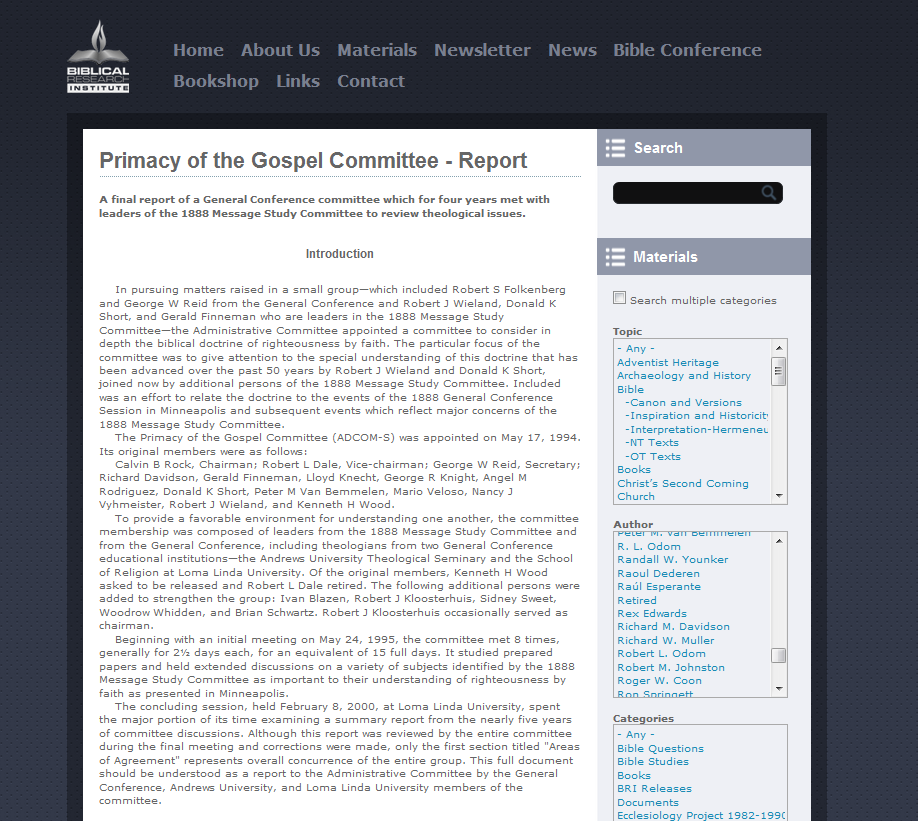 BIBLICAL
RESEARCH
INSTITUTE
Home About Us Materials Newsletter News Bible Conference
Bookshop Links Contact
Primacy of the Gospel Committee - Report
A final report of a General Conference committee which for four years met with
leaders of the 1888 Message Study Committee to review theological issues.
Introduction
In pursuing matters raised in a small group—which included Robert S Folkenberg
and George W Reid from the General Conference and Robert J Wieland, Donald K
Short, and Gerald Finneman who are leaders in the 1888 Message Study
Committee—the Administrative Committee appointed a committee to consider in
depth the biblical doctrine of righteousness by faith. The particular focus of the
committee was to give attention to the special understanding of this doctrine that has
been advanced over the past 50 years by Robert J Wieland and Donald K Short,
joined now by additional persons of the 1888 Message Study Committee. Included
was an effort to relate the doctrine to the events of the 1888 General Conference
Session in Minneapolis and subsequent events which reflect major concerns of the
1888 Message Study Committee.
The Primacy of the Gospel Committee (ADCOM-S) was appointed on May 17, 1994.
Its original members were as follows:
Calvin B Rock, Chairman; Robert L Dale, Vice-chairman; George W Reid, Secretary;
Richard Davidson, Gerald Finneman, Lloyd Knecht, George R Knight, Angel M
Rodriguez, Donald K Short, Peter M Van Bemmelen, Mario Veloso, Nancy J
Vyhmeister, Robert J Wieland, and Kenneth H Wood.
To provide a favorable environment for understanding one another, the committee
membership was composed of leaders from the 1888 Message Study Committee and
from the General Conference, including theologians from two General Conference
educational institutions—the Andrews University Theological Seminary and the School
of Religion at Loma Linda University. Of the original members, Kenneth H Wood
asked to be released and Robert L Dale retired. The following additional persons were
added to strengthen the group: Ivan Blazen, Robert J Kloosterhuis, Sidney Sweet,
Woodrow Whidden, and Brian Schwartz. Robert J Kloosterhuis occasionally served as
chairman.
Beginning with an initial meeting on May 24, 1995, the committee met 8 times,
generally for 2½ days each, for an equivalent of 15 full days. It studied prepared
papers and held extended discussions on a variety of subjects identified by the 1888
Message Study Committee as important to their understanding of righteousness by
faith as presented in Minneapolis.
The concluding session, held February 8, 2000, at Loma Linda University, spent
the major portion of its time examining a summary report from the nearly five years
of committee discussions. Although this report was reviewed by the entire committee
during the final meeting and corrections were made, only the first section titled "Areas
of Agreement" represents overall concurrence of the entire group. This full document
should be understood as a report to the Administrative Committee by the General
Conference, Andrews University, and Loma Linda University members of the
committee.
Search
Materials
Search multiple categories
Topic
- Any -
Adventist Heritage
Archaeology and History
Bible
-Canon and Versions
-Inspiration and Historicity
-Interpretation-Hermeneu
-NT Texts
-OT Texts
Books
Christ's Second Coming
Church
Author
Peter M. van Bemmelen
R. L. Odom
Randall W. Younker
Raoul Dederen
Raúl Esperante
Retired
Rex Edwards
Richard M. Davidson
Richard W. Muller
Robert L. Odom
Robert M. Johnston
Roger W. Coon
Ron Springett
Categories
- Any -
Bible Questions
Bible Studies
Books
BRI Releases
Documents
Ecclesiology Project 1982-1990